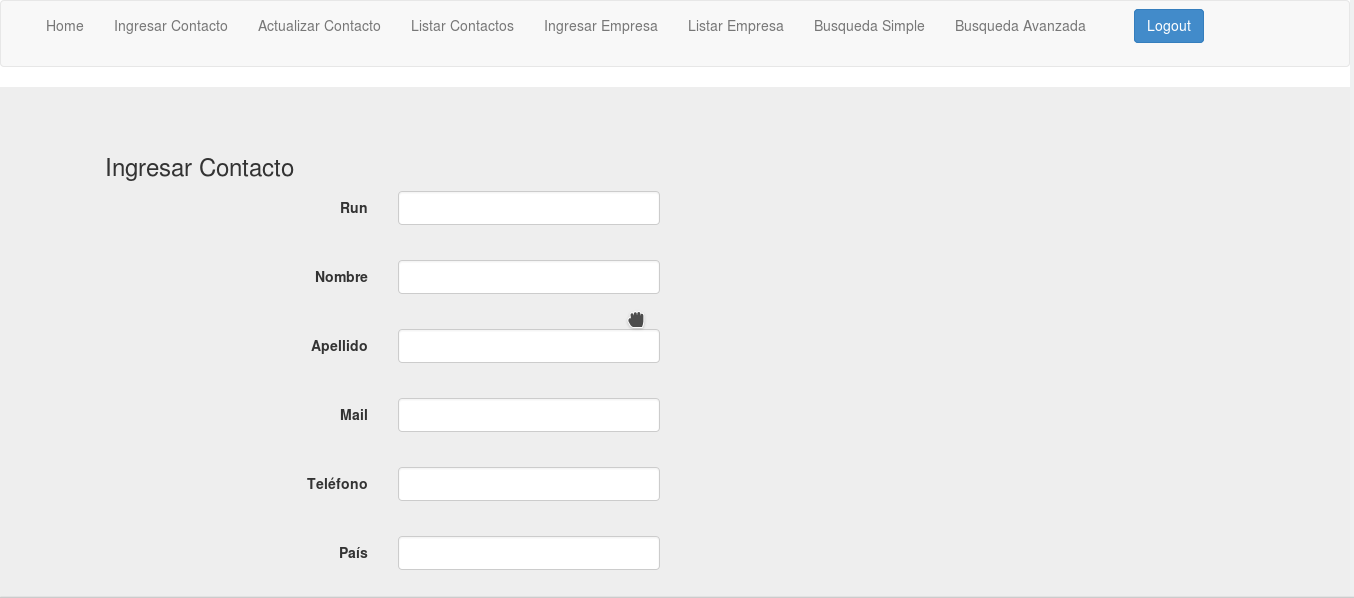 Home Ingresar Contacto Actualizar Contacto Listar Contactos Ingresar Empresa Listar Empresa Busqueda Simple Busqueda Avanzada Logout
Ingresar Contacto
Run
Nombre
Apellido
Mail
Teléfono
País